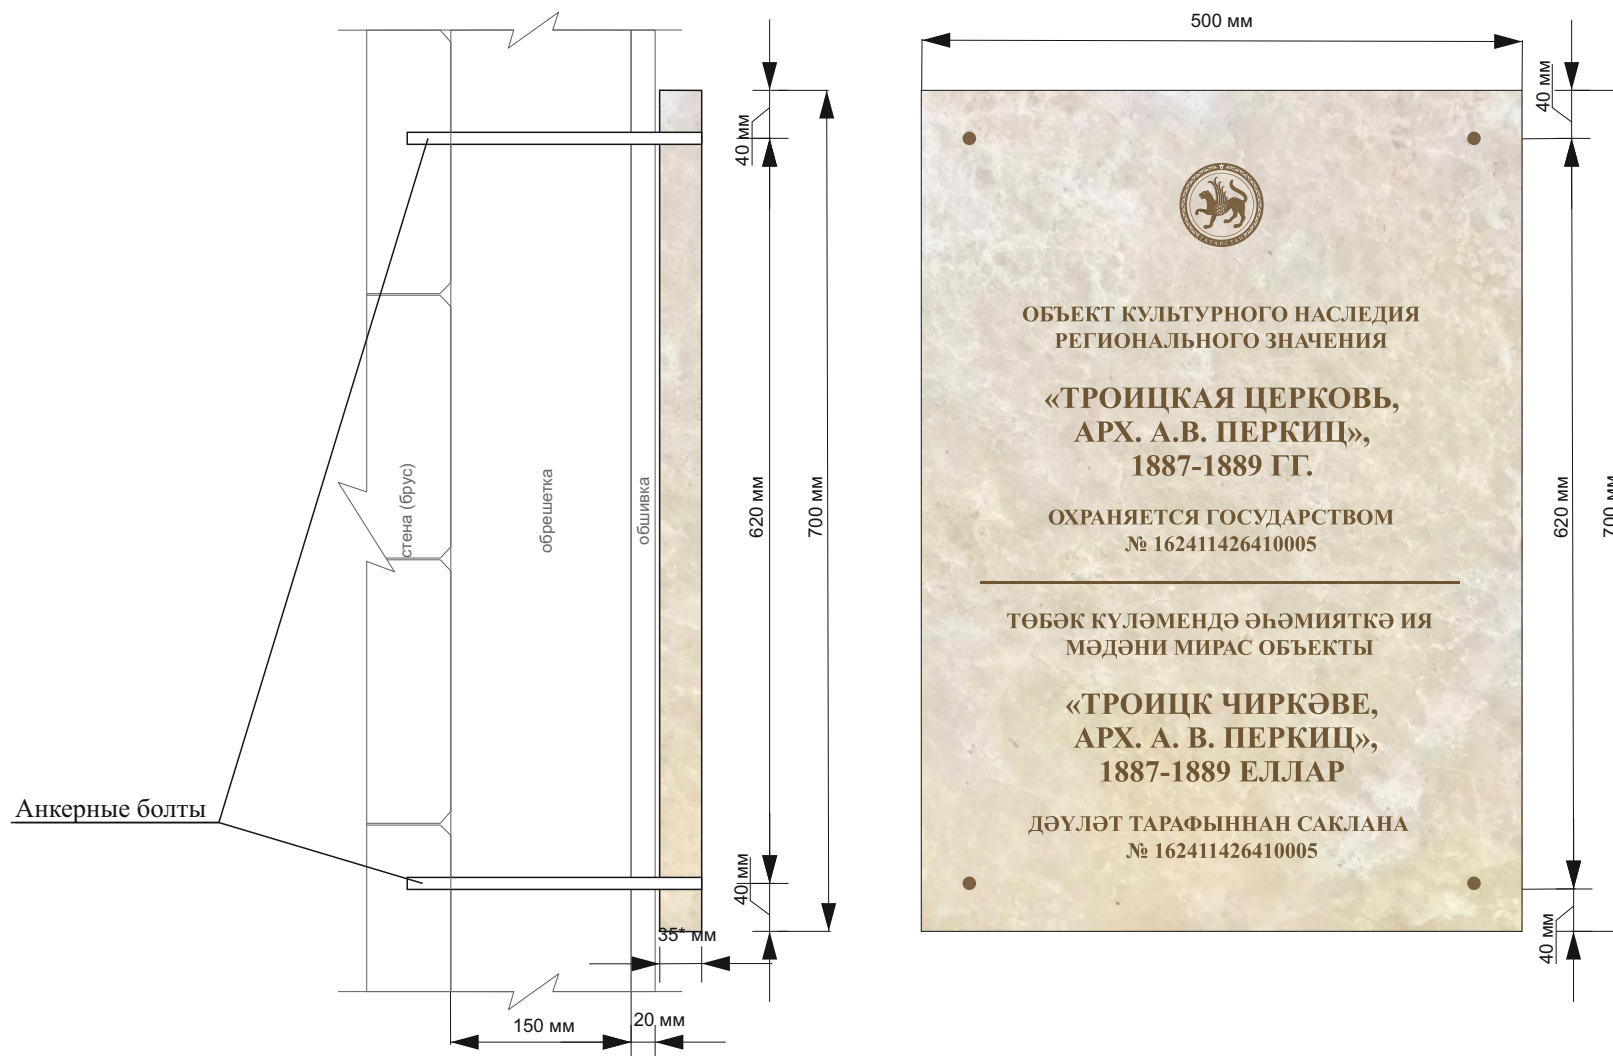 500 мм
40 мм
40 мм
ТАТАРСТАН
ОБЪЕКТ КУЛЬТУРНОГО НАСЛЕДИЯ
РЕГИОНАЛЬНОГО ЗНАЧЕНИЯ
«ТРОИЦКАЯ ЦЕРКОВЬ,
АРХ. А.В. ПЕРКИЦ»,
1887-1889 ГГ.
ОХРАНЯЕТСЯ ГОСУДАРСТВОМ
№ 162411426410005
ТӨБӘК КҮЛӘМЕНДӘ ӘҺӘМИЯТКӘ ИЯ
МӘДӘНИ МИРАС ОБЪЕКТЫ
«ТРОИЦК ЧИРКӘВЕ,
АРХ. А. В. ПЕРКИЦ»,
1887-1889 ЕЛЛАР
ДӘҮЛӘТ ТАРАФЫННАН САКЛАНА
№ 162411426410005
стена (брус)
обрешетка
обшивка
620 мм
700 мм
620 мм
700 мм
Анкерные болты
40 мм
40 мм
35* мм
150 мм
20 мм